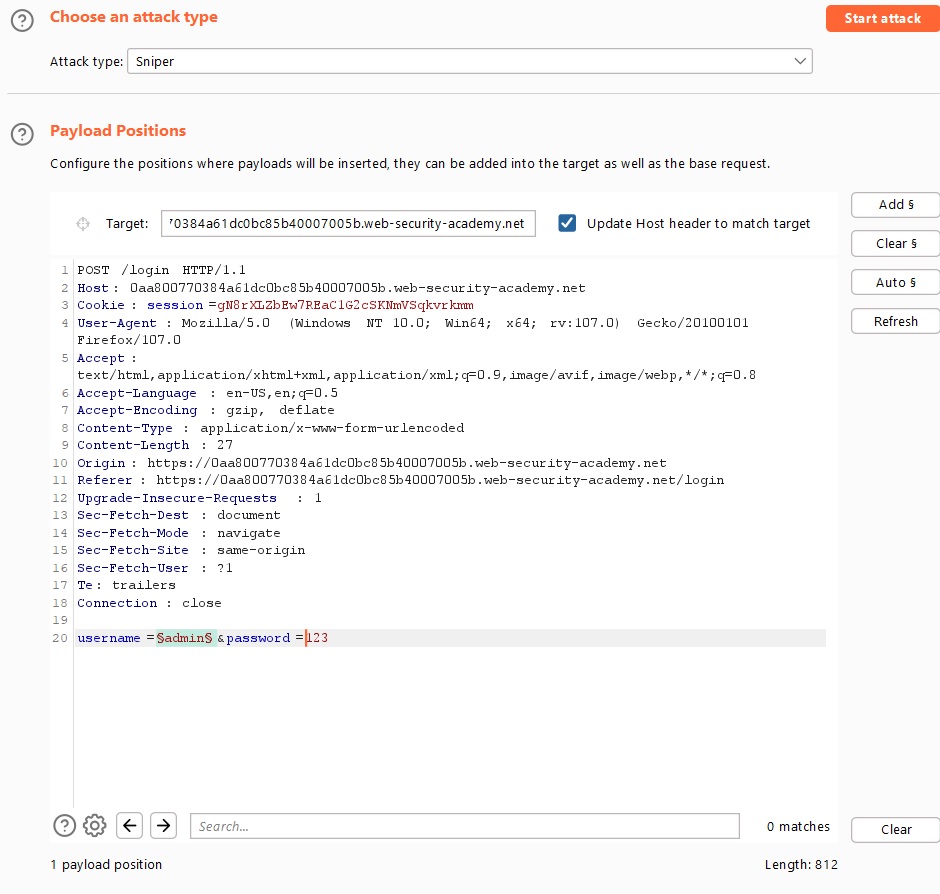 Choose an attack type
Start attack
Attack type: Sniper
Payload Positions
Configure the positions where payloads will be inserted, they can be added into the target as well as the base request.
Add §
Target: 70384a61dc0bc85b40007005b.web-security-academy.net Update Host header to match target
Clear §
1 POST /login HTTP/1.1
2 Host: 0aa800770384a61dc0bc85b40007005b.web-security-academy.net
Auto §
3 Cookie: session=gN8rXLZbEw7REaC1G2cSKNmVSqkvrkmm
4 User-Agent: Mozilla/5.0 (Windows NT 10.0; Win64; x64; rv:107.0) Gecko/20100101
Refresh
Firefox/107.0
5 Accept:
text/html,application/xhtml+xml,application/xml;q=0.9,image/avif,image/webp,*/*;q=0.8
6 Accept-Language: en-US,en;q=0.5
7 Accept-Encoding: gzip, deflate
8 Content-Type: application/x-www-form-urlencoded
9 Content-Length: 27
10 Origin: https://0aa800770384a61dc0bc85b40007005b.web-security-academy.net
11 Referer: https://0aa800770384a61dc0bc85b40007005b.web-security-academy.net/login
12 Upgrade-Insecure-Requests: 1
13 Sec-Fetch-Dest: document
14 Sec-Fetch-Mode: navigate
15 Sec-Fetch-Site: same-origin
16 Sec-Fetch-User: ?1
17 Te: trailers
18 Connection: close
19
20 username=§admin§&password=123
Search...
0 matches
Clear
1 payload position
Length: 812